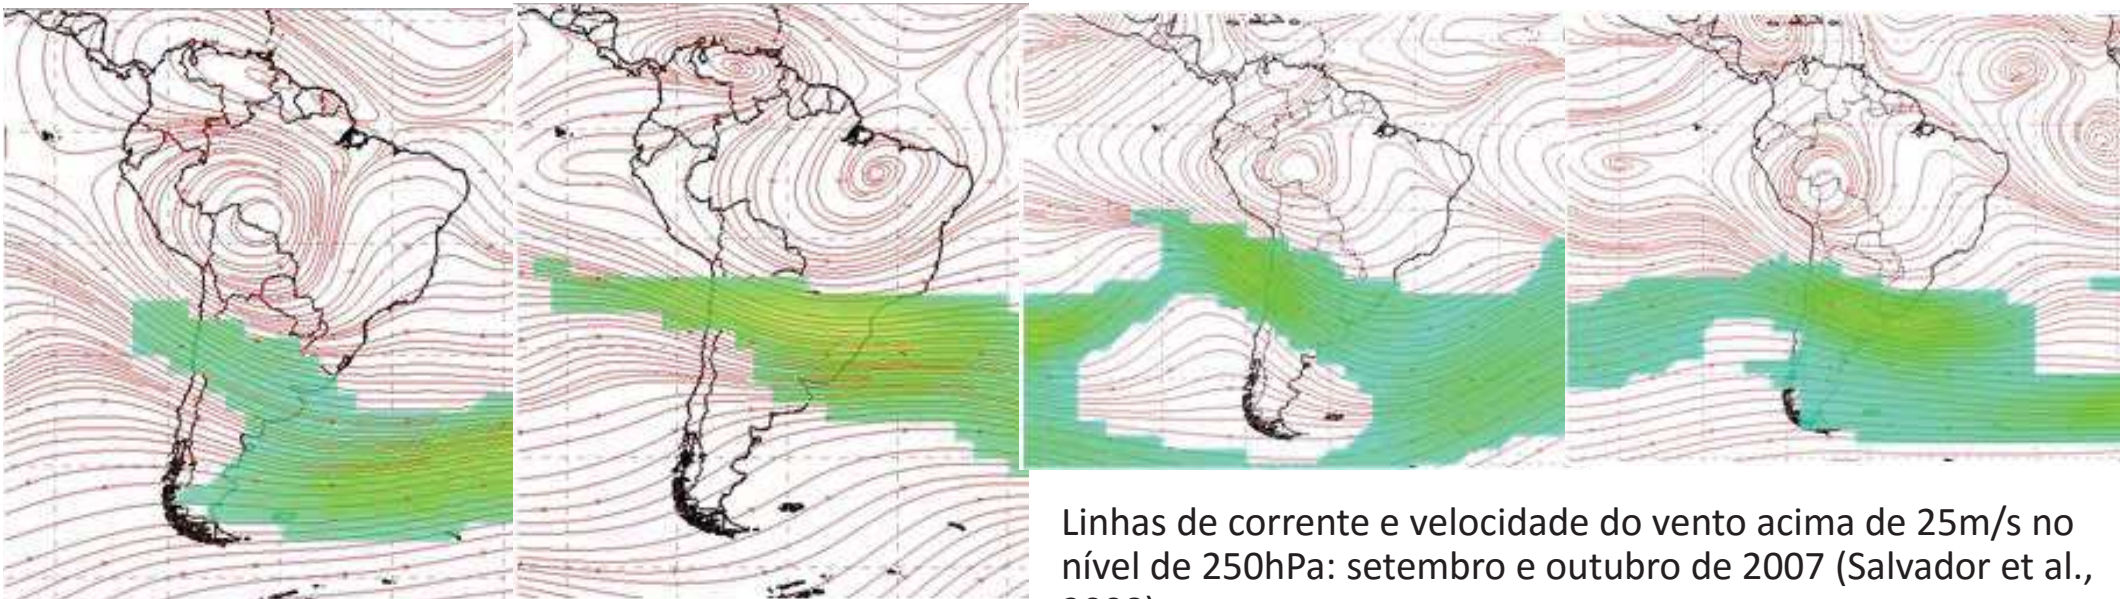 Linhas de corrente e velocidade do vento acima de 25m/s no
nível de 250hPa: setembro e outubro de 2007 (Salvador et al.,